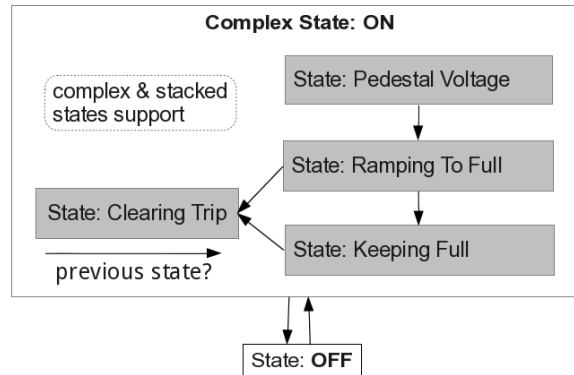 Complex State: ON
State: Pedestal Voltage
complex & stacked
states support
State: Ramping To Full
State: Clearing Trip
State: Keeping Full
previous state?
State: OFF